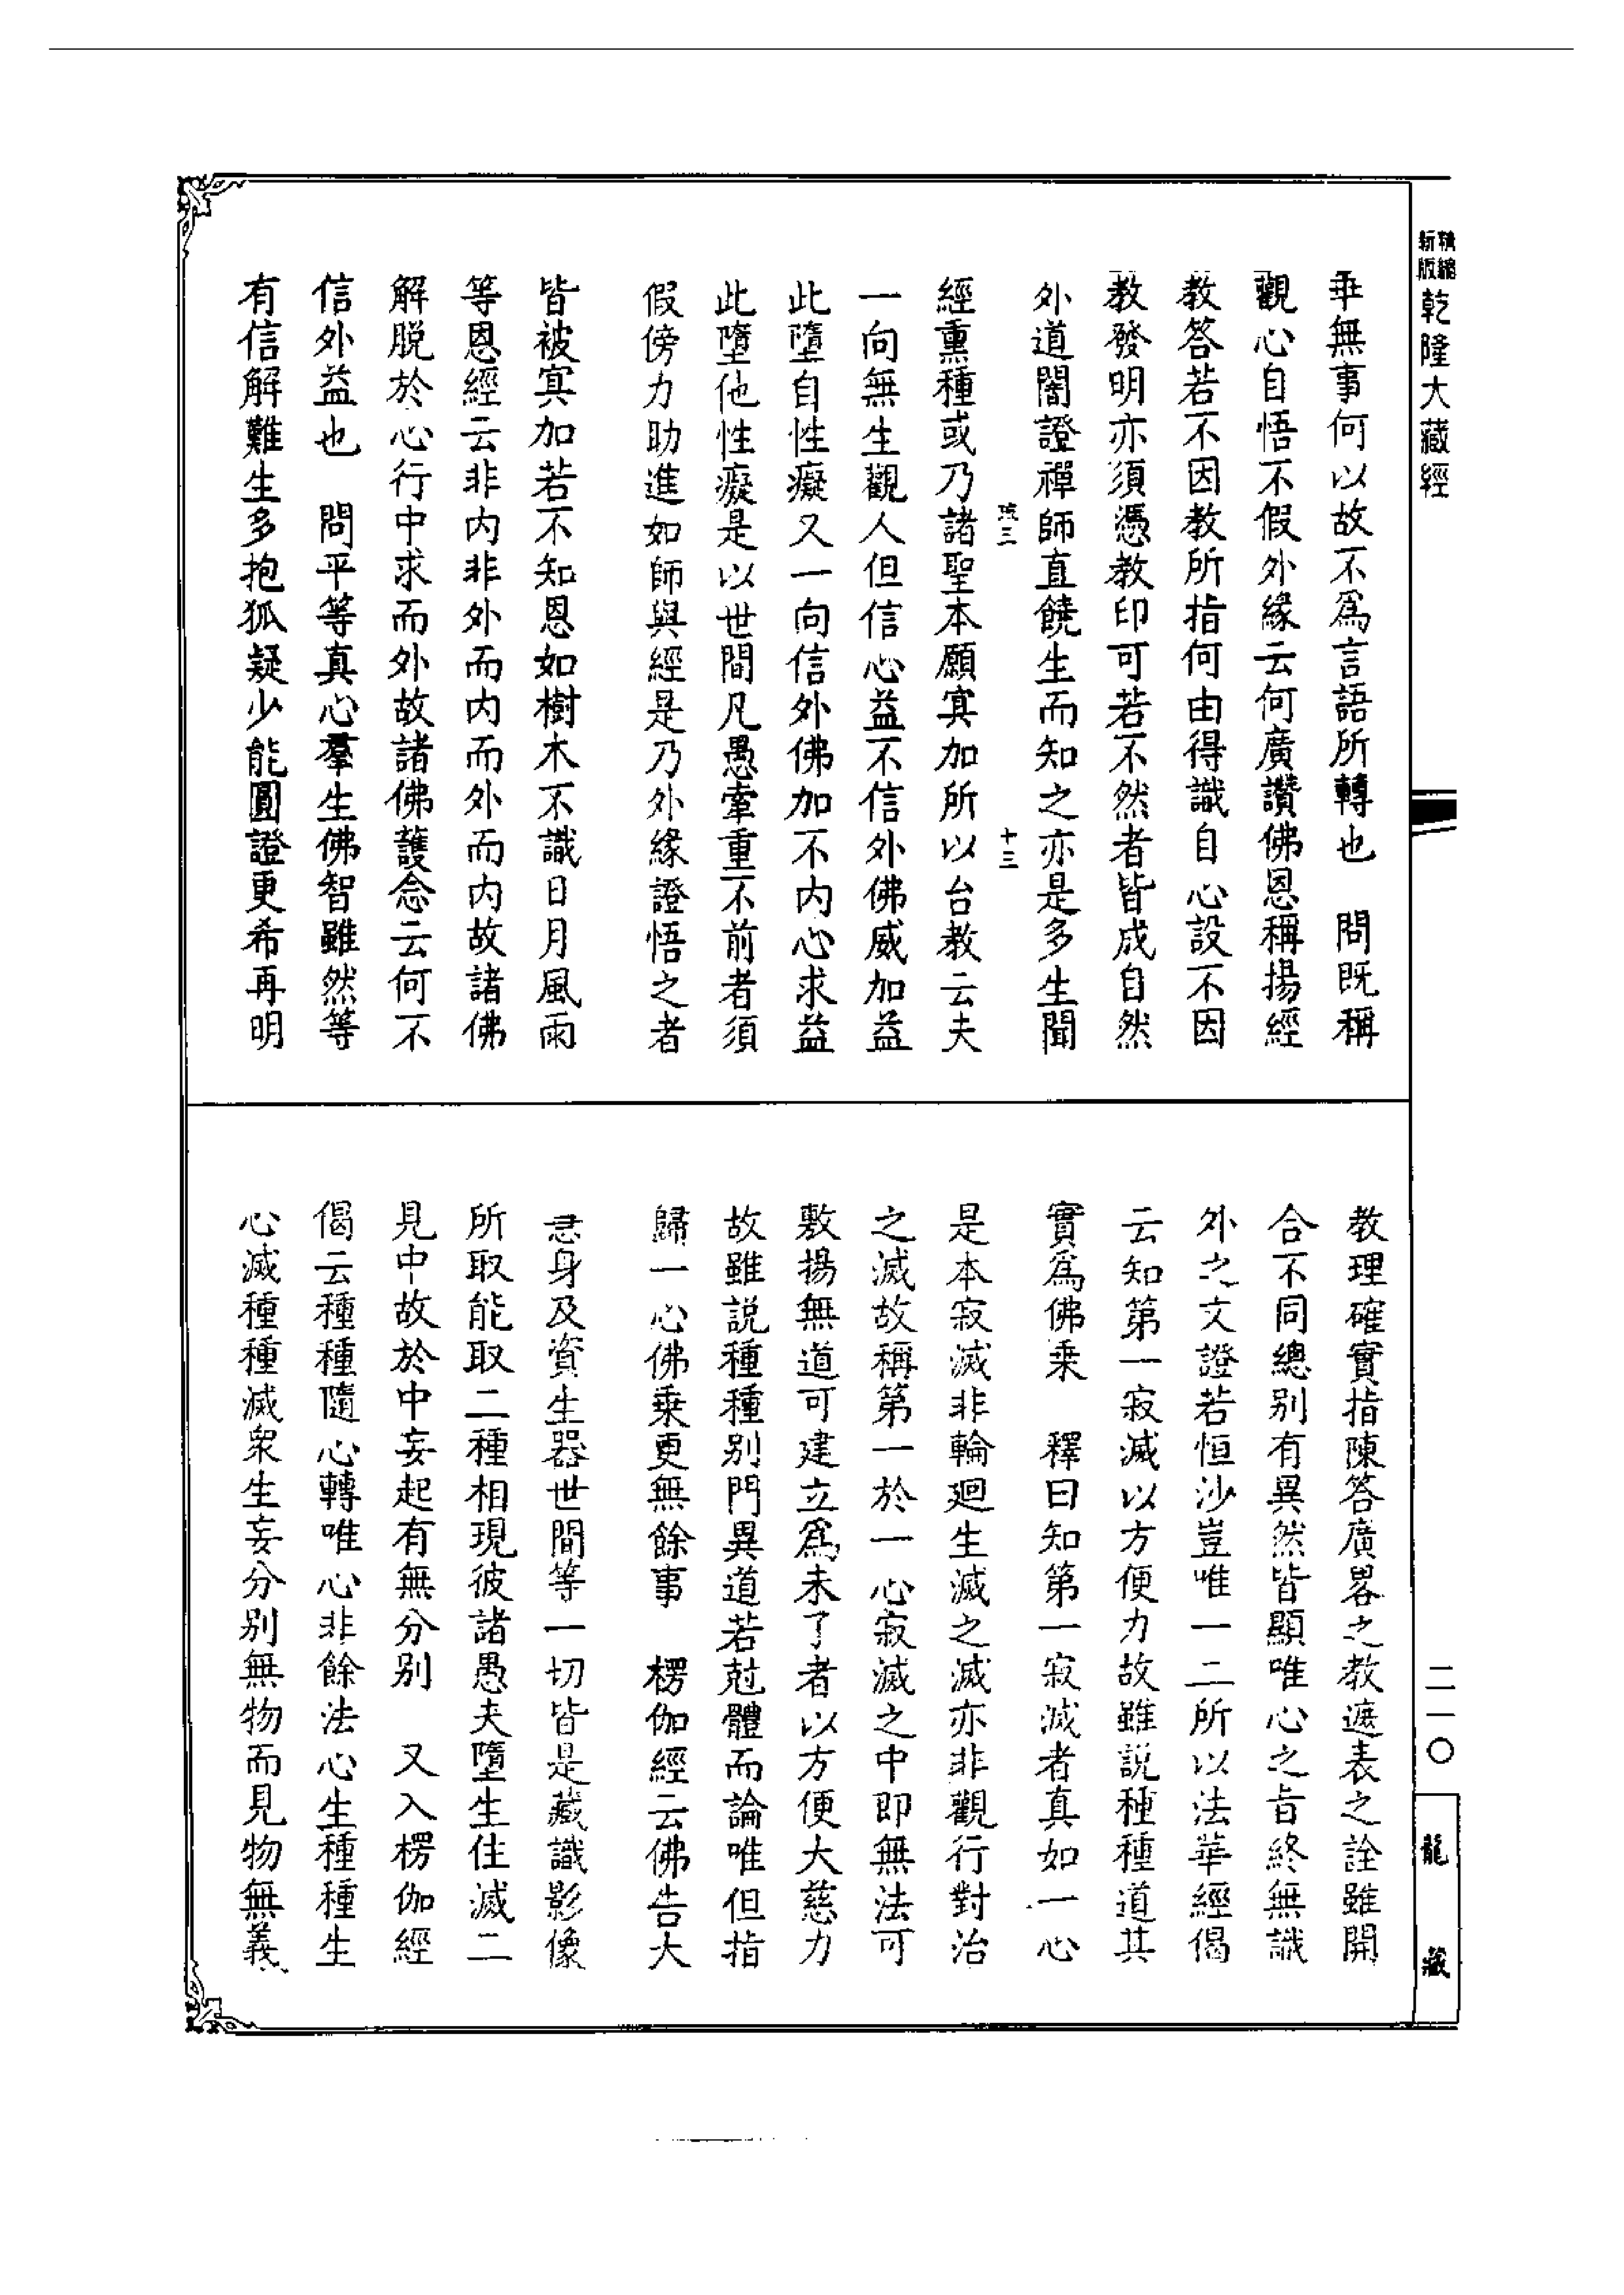 精縮
新版
乾隆大藏經
乖無事何以故不爲言語所轉也　問既稱
觀心自悟不假外緣云何廣讚佛恩稱揚經
教答若不因教所指何由得識自心設不因
教發明亦須憑教印可若不然者皆成自然
外道闇證禪師直饒生而知之亦是多生聞
十三
經熏種或乃諸聖本願冥加所以台教云夫
一向無生觀人但信心益不信外佛威加益
此墮自性癡又一向信外佛加不內心求益
此墮他性癡是以世間凡愚牽重不前者須
假傍力助進如師與經是乃外緣證悟之者
皆被冥加若不知恩如樹木不識日月風雨
等恩經云非內非外而內而外而內故諸佛
解脱於心行中求而外故諸佛護念云何不
信外益也　問平等真心羣生佛智雖然等
有信解難生多抱狐疑少能圓證更希再明
教理確實指陳答廣畧之教遮表之詮雖開
合不同總別有異然皆顯唯心之旨終無識
外之文證若恒沙豈唯一二所以法華經偈
云知第一寂滅以方便力故雖説種種道其
實爲佛乘　釋曰知第一寂滅者真如一心
是本寂滅非輪廻生滅之滅亦非觀行對治
之滅故稱第一於一心寂滅之中即無法可
敷揚無道可建立爲未了者以方便大慈力
故雖説種種別門異道若尅體而論唯但指
歸一心佛乘更無餘事　楞伽經云佛告大
慧身及資生器世間等一切皆是藏識影像
所取能取二種相現彼諸愚夫墮生住滅二
見中故於中妄起有無分別　又入楞伽經
偈云種種隨心轉唯心非餘法心生種種生
心滅種種滅衆生妄分別無物而見物無義
二一〇
龍藏